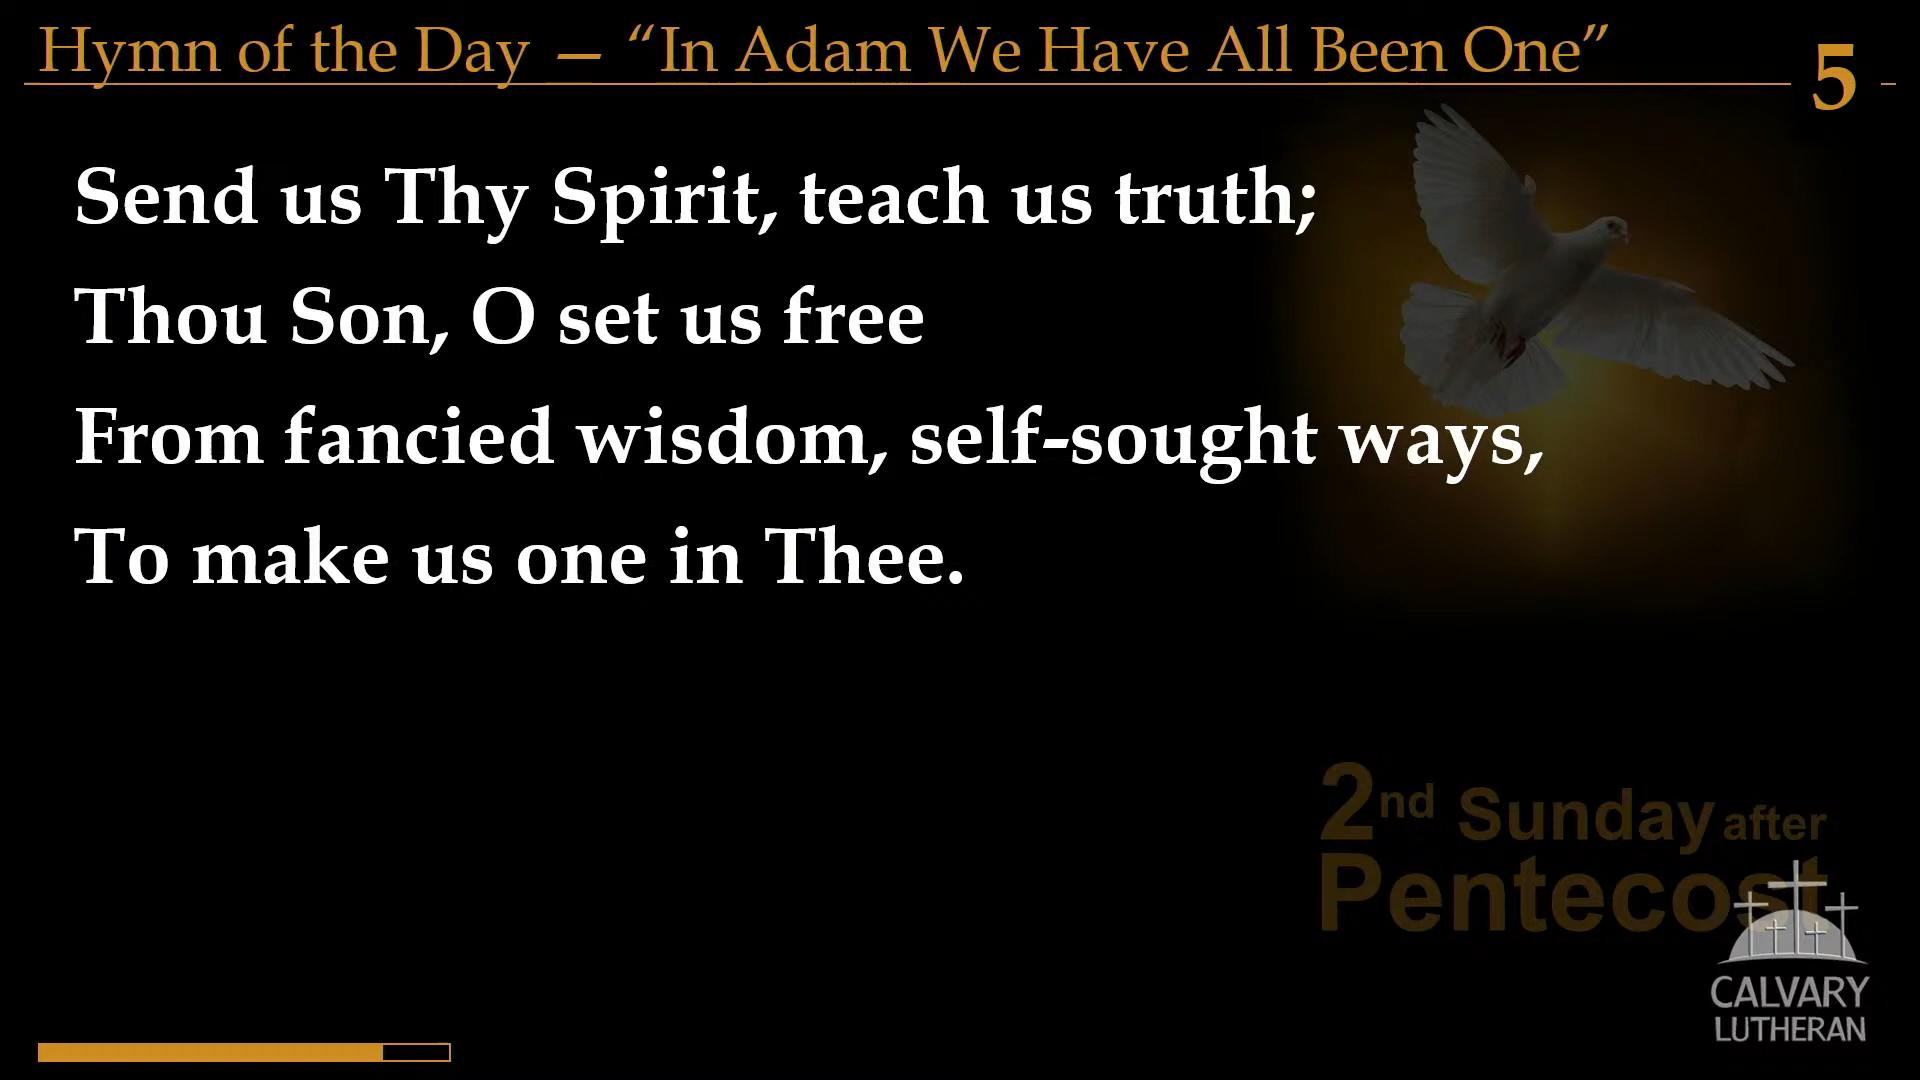 Hymn of the Day — “In Adam We Have All Been One”
5
Send us Thy Spirit, teach us truth;
Thou Son, O set us free
From fancied wisdom, self-sought ways,
To make us one in Thee.
2nd Sunday after
Pentecost
CALVARY
LUTHERAN